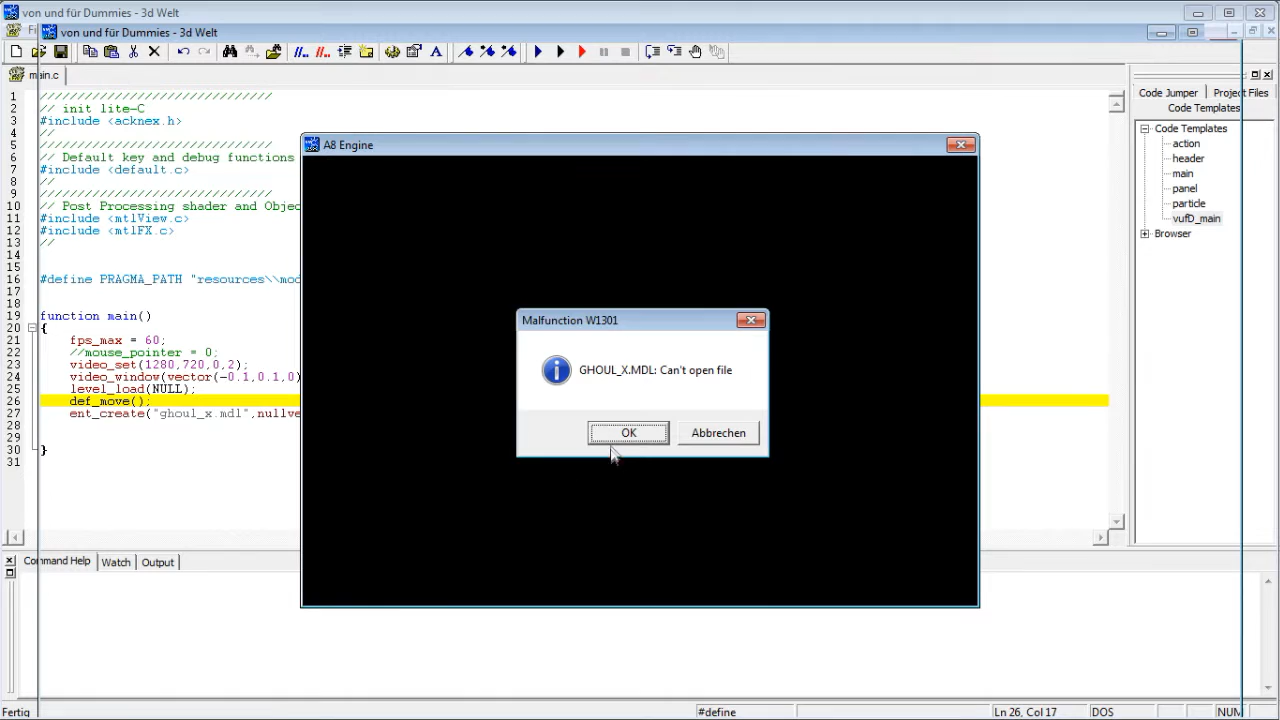 von und für Dummies - 3d Welt
von und für Dummies - 3d Welt
main.c
Code Jumper
Project Files
Code Templates
1 ////////////////////////////////
2 // init lite-C
3 #include <acknex.h>
4 //
5 ////////////////////////////////
6 // Default key and debug functions
7 #include <default.c>
8 //
9 ////////////////////////////////
10 // Post Processing shader and Objec
11 #include <mtlView.c>
12 #include <mtlFX.c>
13 //
14
15
16 #define PRAGMA_PATH "resources\\mod
17
18
19 function main()
20 {
21 fps_max = 60;
22 //mouse_pointer = 0;
23 video_set(1280,720,0,2);
24 video_window(vector(-0.1,0.1,0)
25 level_load(NULL);
26 def_move();
27 ent_create("ghoul_x.mdl",nullve
28
29
30 }
31
A8 Engine
Malfunction W1301
GHOUL_X.MDL: Can't open file
OK
Abbrechen
Code Templates
action
header
main
panel
particle
vufD_main
Browser
Command Help
Watch
Output
Fertig
#define
Ln 26, Col 17
DOS
NUM